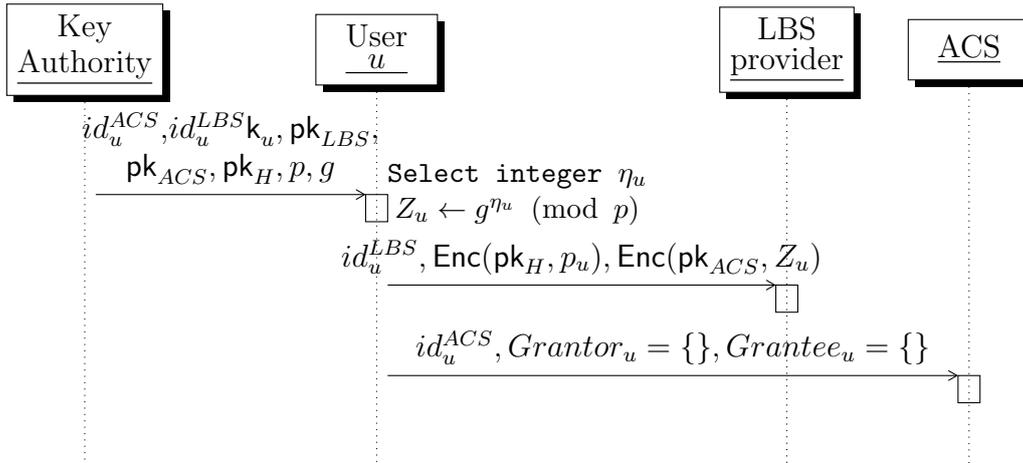 Key
Authority
User
u
LBS
provider
ACS
id_u^{ACS},id_u^{LBS}k_u, pk_{LBS},
pk_{ACS}, pk_H, p, g
Select integer η_u
Z_u ← g^{η_u} (mod p)
id_u^{LBS}, Enc(pk_H, p_u), Enc(pk_{ACS}, Z_u)
id_u^{ACS}, Grantor_u = {}, Grantee_u = {}